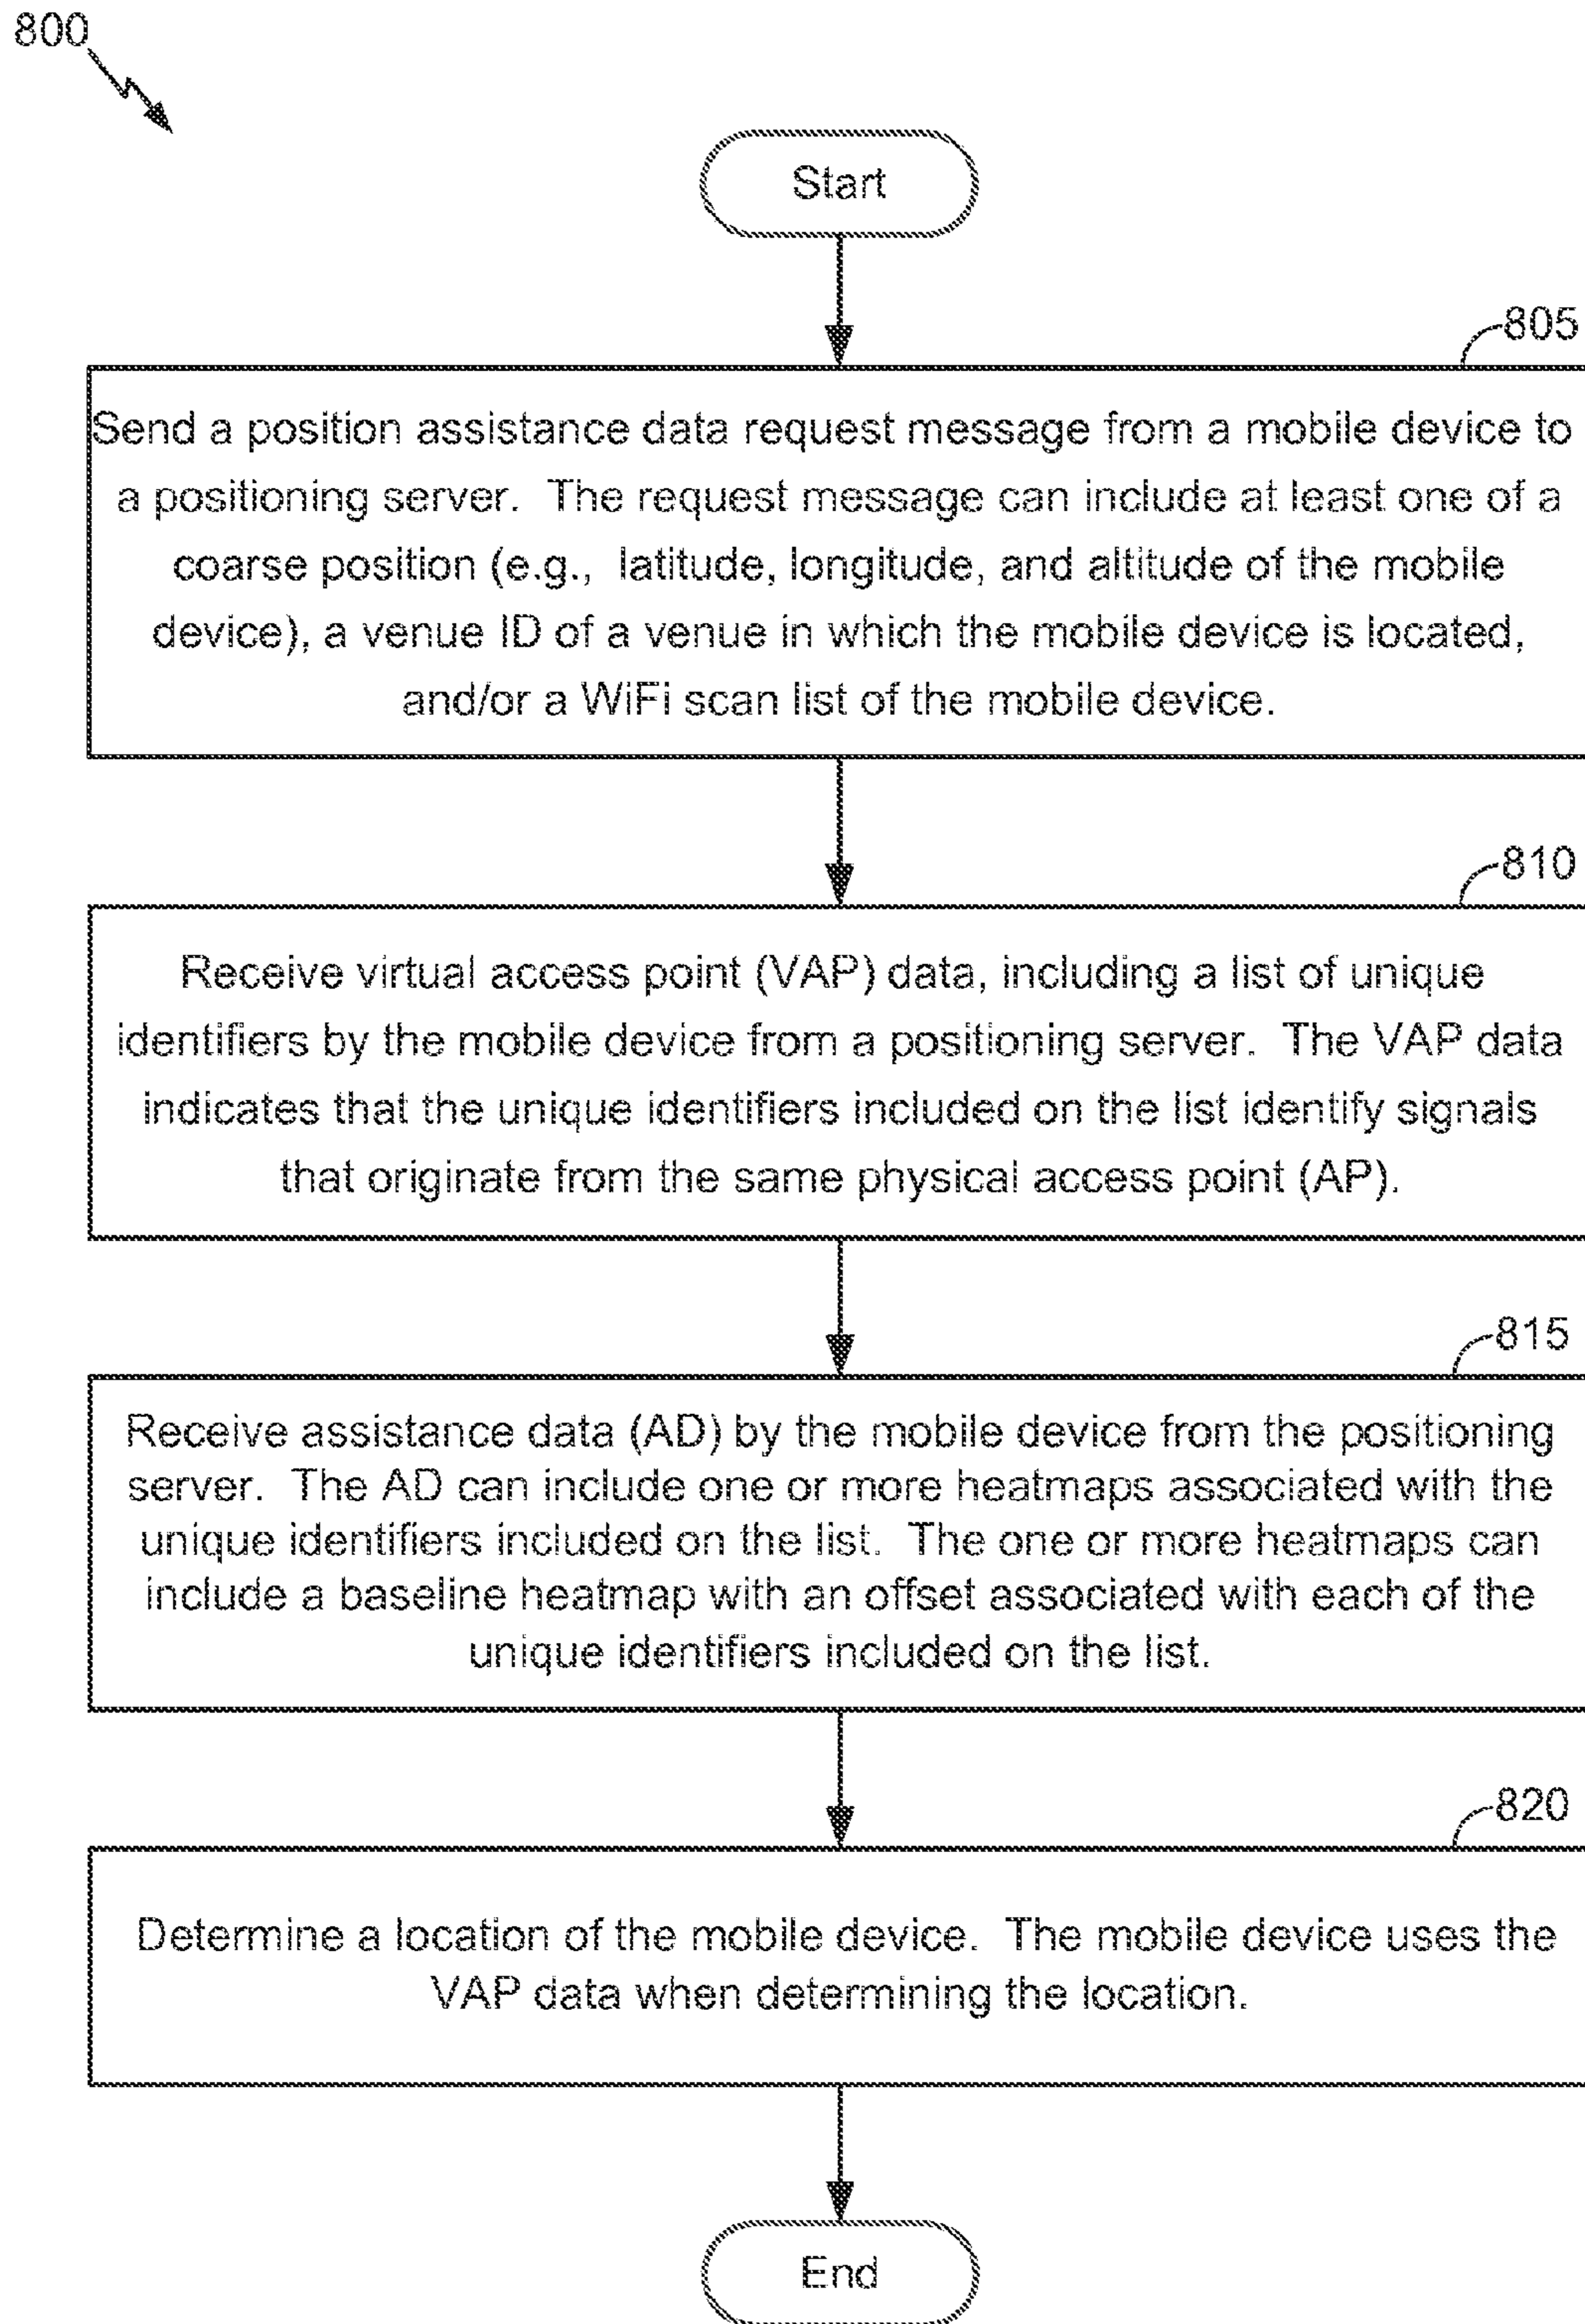 800
Start
805
Send a position assistance data request message from a mobile device to
a positioning server. The request message can include at least one of a
coarse position (e.g., latitude, longitude, and altitude of the mobile
device), a venue ID of a venue in which the mobile device is located,
and/or a WiFi scan list of the mobile device.
810
Receive virtual access point (VAP) data, including a list of unique
identifiers by the mobile device from a positioning server. The VAP data
indicates that the unique identifiers included on the list identify signals
that originate from the same physical access point (AP).
815
Receive assistance data (AD) by the mobile device from the positioning
server. The AD can include one or more heatmaps associated with the
unique identifiers included on the list. The one or more heatmaps can
include a baseline heatmap with an offset associated with each of the
unique identifiers included on the list.
820
Determine a location of the mobile device. The mobile device uses the
VAP data when determining the location.
End